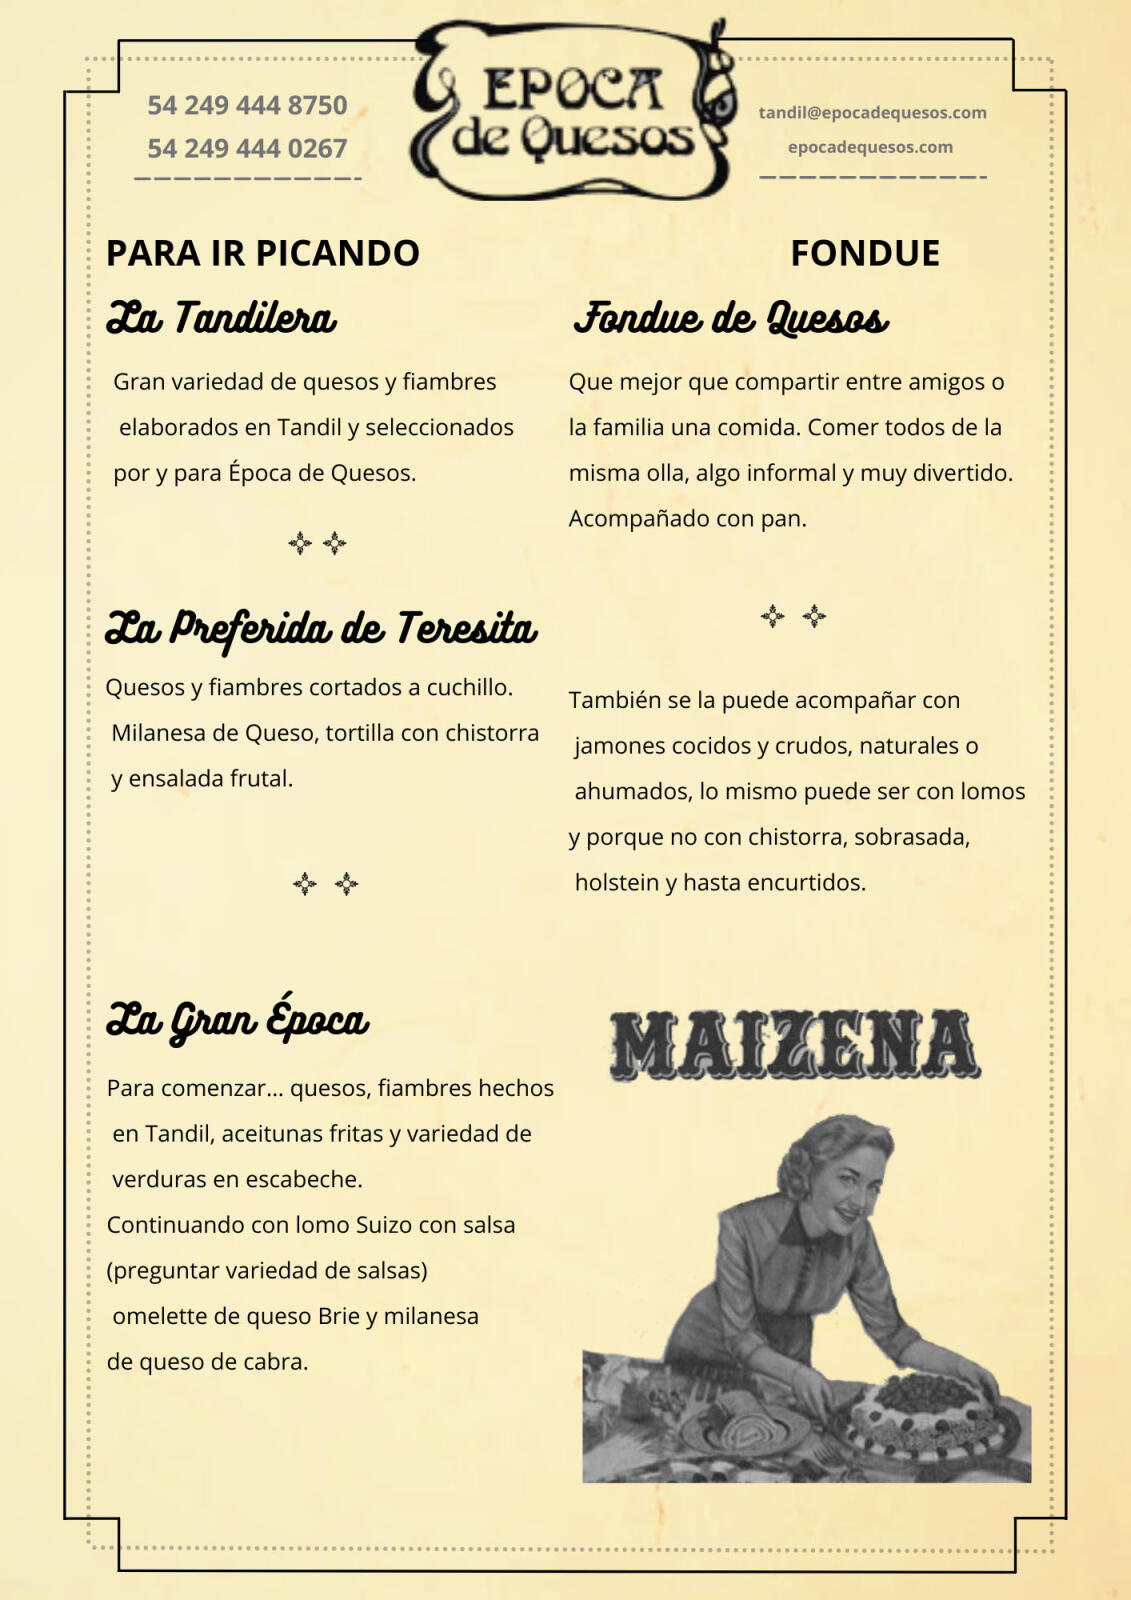 54 249 444 8750
54 249 444 0267
EPOCA
de Quesos
tandil@epocadequesos.com
epocadequesos.com
PARA IR PICANDO
La Tandilera
Gran variedad de quesos y fiambres
elaborados en Tandil y seleccionados
por y para Época de Quesos.
La Preferida de Teresita
Quesos y fiambres cortados a cuchillo.
Milanesa de Queso, tortilla con chistorra
y ensalada frutal.
La Gran Época
Para comenzar... quesos, fiambres hechos
en Tandil, aceitunas fritas y variedad de
verduras en escabeche.
Continuando con lomo Suizo con salsa
(preguntar variedad de salsas)
omelette de queso Brie y milanesa
de queso de cabra.
FONDUE
Fondue de Quesos
Que mejor que compartir entre amigos o
la familia una comida. Comer todos de la
misma olla, algo informal y muy divertido.
Acompañado con pan.
También se la puede acompañar con
jamones cocidos y crudos, naturales o
ahumados, lo mismo puede ser con lomos
y porque no con chistorra, sobrasada,
holstein y hasta encurtidos.
MAIZENA